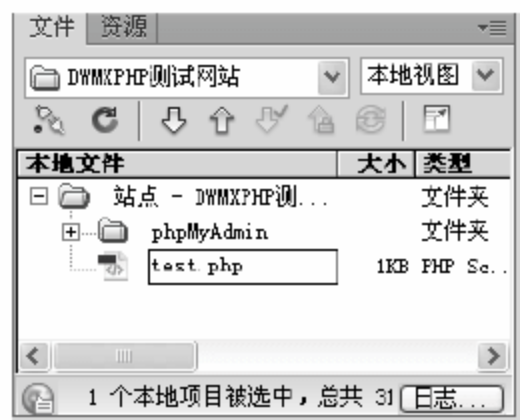 文件 资源
DWMXPHP测试网站 本地视图
本地文件 大小 类型
站点 - DWMXPHP测... 文件夹
phpMyAdmin 文件夹
test.php 1KB PHP Sc..
1 个本地项目被选中，总共 31 日志...